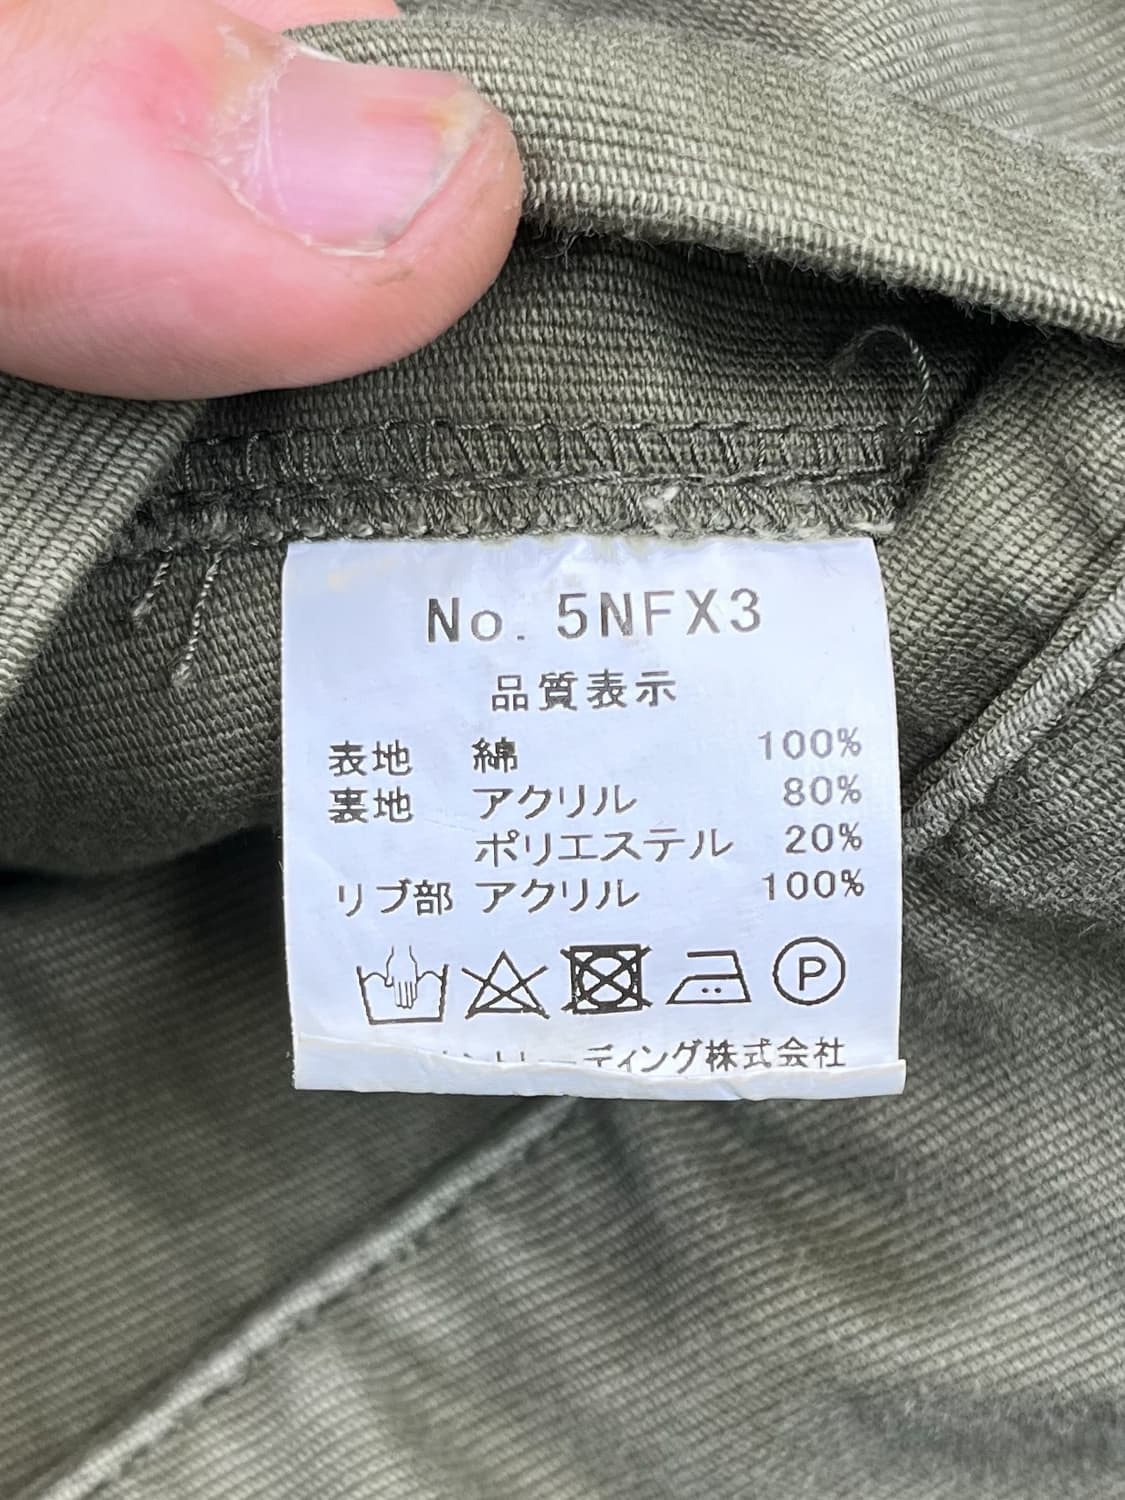 No. 5NFX3
品質表示
表地 綿 100%
裏地 アクリル 80%
ポリエステル 20%
リブ部 アクリル 100%
P
ディング株式会社